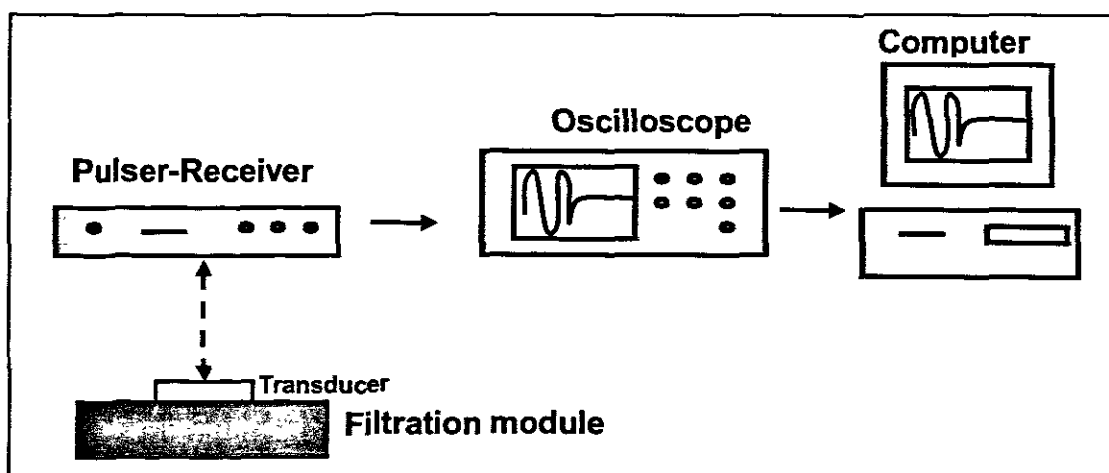 Computer
Oscilloscope
Pulser-Receiver
Transducer
Filtration module